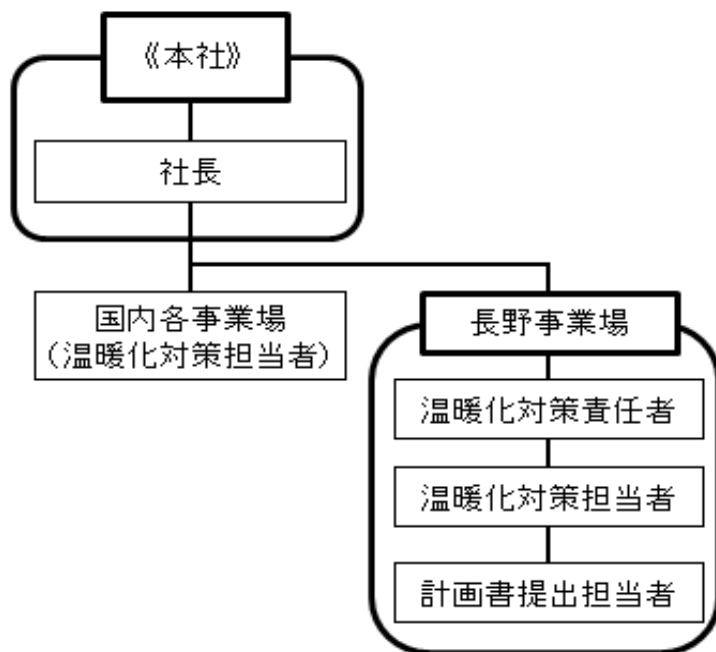 《本社》
社長
国内各事業場
（温暖化対策担当者）
長野事業場
温暖化対策責任者
温暖化対策担当者
計画書提出担当者